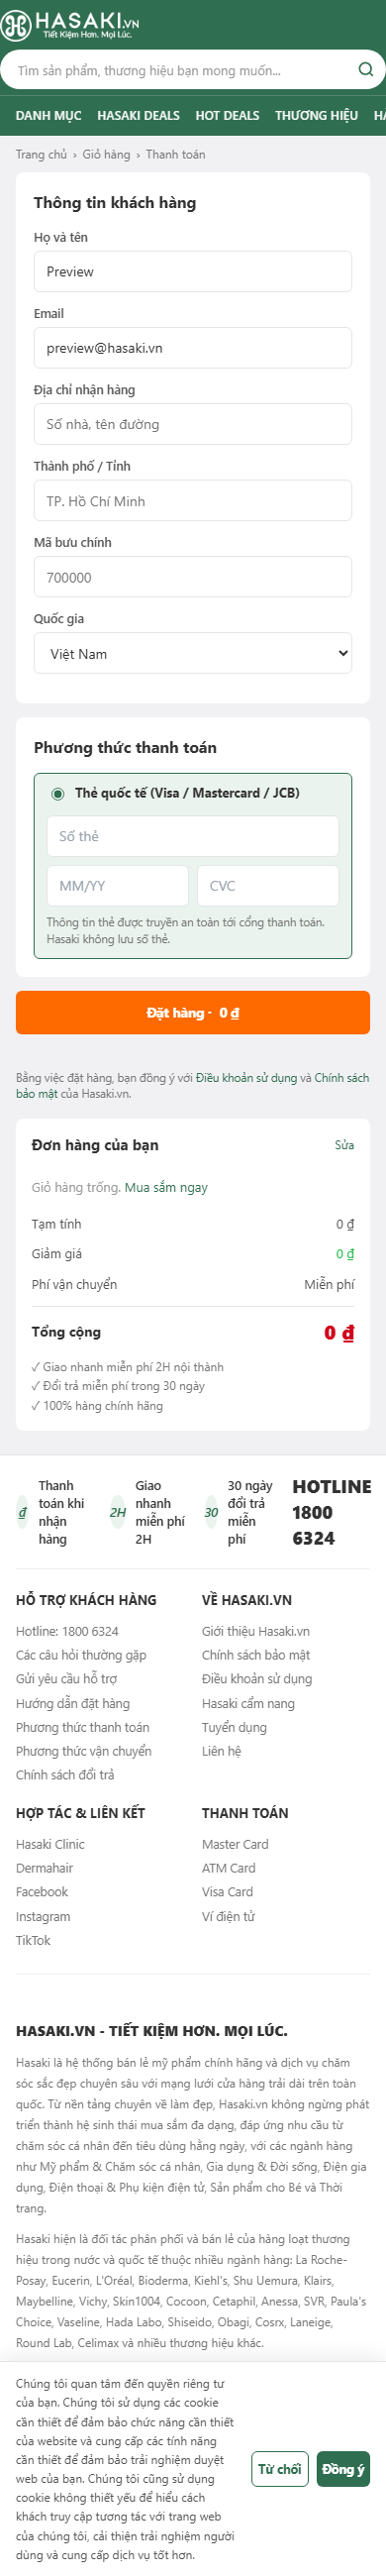 HASAKI.VN
Tiết Kiệm Hơn. Mọi Lúc.
Tìm sản phẩm, thương hiệu bạn mong muốn...
DANH MỤC HASAKI DEALS HOT DEALS THƯƠNG HIỆU HA
Trang chủ › Giỏ hàng › Thanh toán
Thông tin khách hàng
Họ và tên
Preview
Email
preview@hasaki.vn
Địa chỉ nhận hàng
Số nhà, tên đường
Thành phố / Tỉnh
TP. Hồ Chí Minh
Mã bưu chính
700000
Quốc gia
Việt Nam
Phương thức thanh toán
Thẻ quốc tế (Visa / Mastercard / JCB)
Số thẻ
MM/YY CVC
Thông tin thẻ được truyền an toàn tới cổng thanh toán.
Hasaki không lưu số thẻ.
Đặt hàng · 0 ₫
Bằng việc đặt hàng, bạn đồng ý với Điều khoản sử dụng và Chính sách
bảo mật của Hasaki.vn.
Đơn hàng của bạn Sửa
Giỏ hàng trống. Mua sắm ngay
Tạm tính 0 ₫
Giảm giá 0 ₫
Phí vận chuyển Miễn phí
Tổng cộng 0 ₫
✓ Giao nhanh miễn phí 2H nội thành
✓ Đổi trả miễn phí trong 30 ngày
✓ 100% hàng chính hãng
₫
Thanh
toán khi
nhận
hàng
2H
Giao
nhanh
miễn phí
2H
30
30 ngày
đổi trả
miễn
phí
HOTLINE
1800
6324
HỖ TRỢ KHÁCH HÀNG
Hotline: 1800 6324
Các câu hỏi thường gặp
Gửi yêu cầu hỗ trợ
Hướng dẫn đặt hàng
Phương thức thanh toán
Phương thức vận chuyển
Chính sách đổi trả
VỀ HASAKI.VN
Giới thiệu Hasaki.vn
Chính sách bảo mật
Điều khoản sử dụng
Hasaki cẩm nang
Tuyển dụng
Liên hệ
HỢP TÁC & LIÊN KẾT
Hasaki Clinic
Dermahair
Facebook
Instagram
TikTok
THANH TOÁN
Master Card
ATM Card
Visa Card
Ví điện tử
HASAKI.VN - TIẾT KIỆM HƠN. MỌI LÚC.
Hasaki là hệ thống bán lẻ mỹ phẩm chính hãng và dịch vụ chăm
sóc sắc đẹp chuyên sâu với mạng lưới cửa hàng trải dài trên toàn
quốc. Từ nền tảng chuyên về làm đẹp, Hasaki.vn không ngừng phát
triển thành hệ sinh thái mua sắm đa dạng, đáp ứng nhu cầu từ
chăm sóc cá nhân đến tiêu dùng hằng ngày, với các ngành hàng
như Mỹ phẩm & Chăm sóc cá nhân, Gia dụng & Đời sống, Điện gia
dụng, Điện thoại & Phụ kiện điện tử, Sản phẩm cho Bé và Thời
trang.
Hasaki hiện là đối tác phân phối và bán lẻ của hàng loạt thương
hiệu trong nước và quốc tế thuộc nhiều ngành hàng: La Roche-
Posay, Eucerin, L'Oréal, Bioderma, Kiehl's, Shu Uemura, Klairs,
Maybelline, Vichy, Skin1004, Cocoon, Cetaphil, Anessa, SVR, Paula's
Choice, Vaseline, Hada Labo, Shiseido, Obagi, Cosrx, Laneige,
Round Lab, Celimax và nhiều thương hiệu khác.
Chúng tôi quan tâm đến quyền riêng tư
của bạn. Chúng tôi sử dụng các cookie
cần thiết để đảm bảo chức năng cần thiết
của website và cung cấp các tính năng
cần thiết để đảm bảo trải nghiệm duyệt
web của bạn. Chúng tôi cũng sử dụng
cookie không thiết yếu để hiểu cách
khách truy cập tương tác với trang web
của chúng tôi, cải thiện trải nghiệm người
dùng và cung cấp dịch vụ tốt hơn.
Từ chối Đồng ý